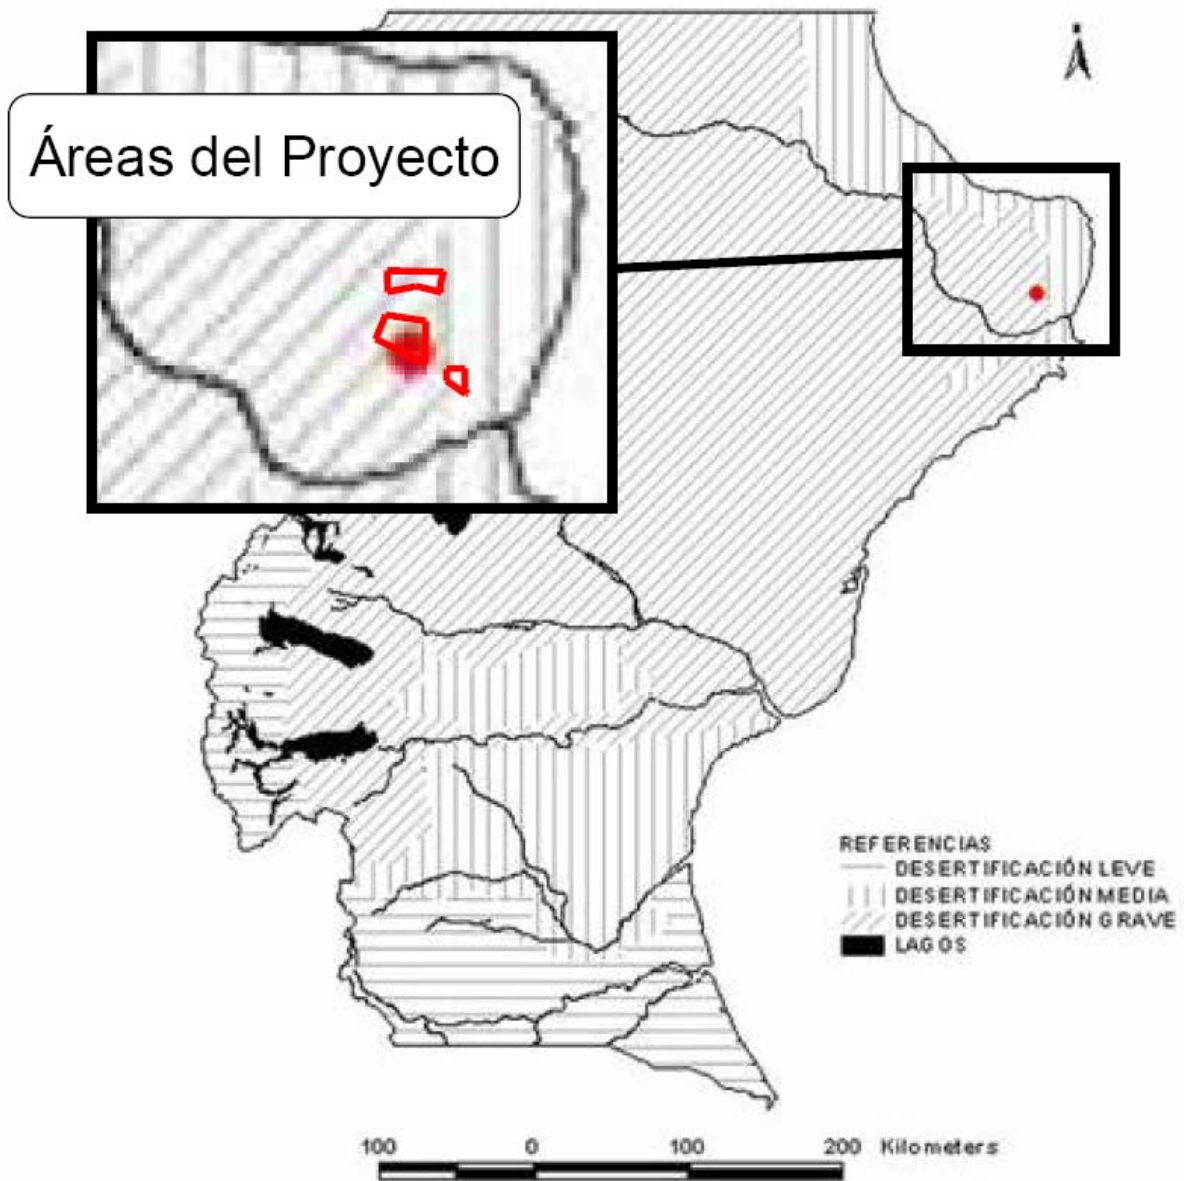 Áreas del Proyecto
REFERENCIAS
DESERTIFICACIÓN LEVE
DESERTIFICACIÓN MEDIA
DESERTIFICACIÓN GRAVE
LAGOS
100 0 100 200 Kilometers